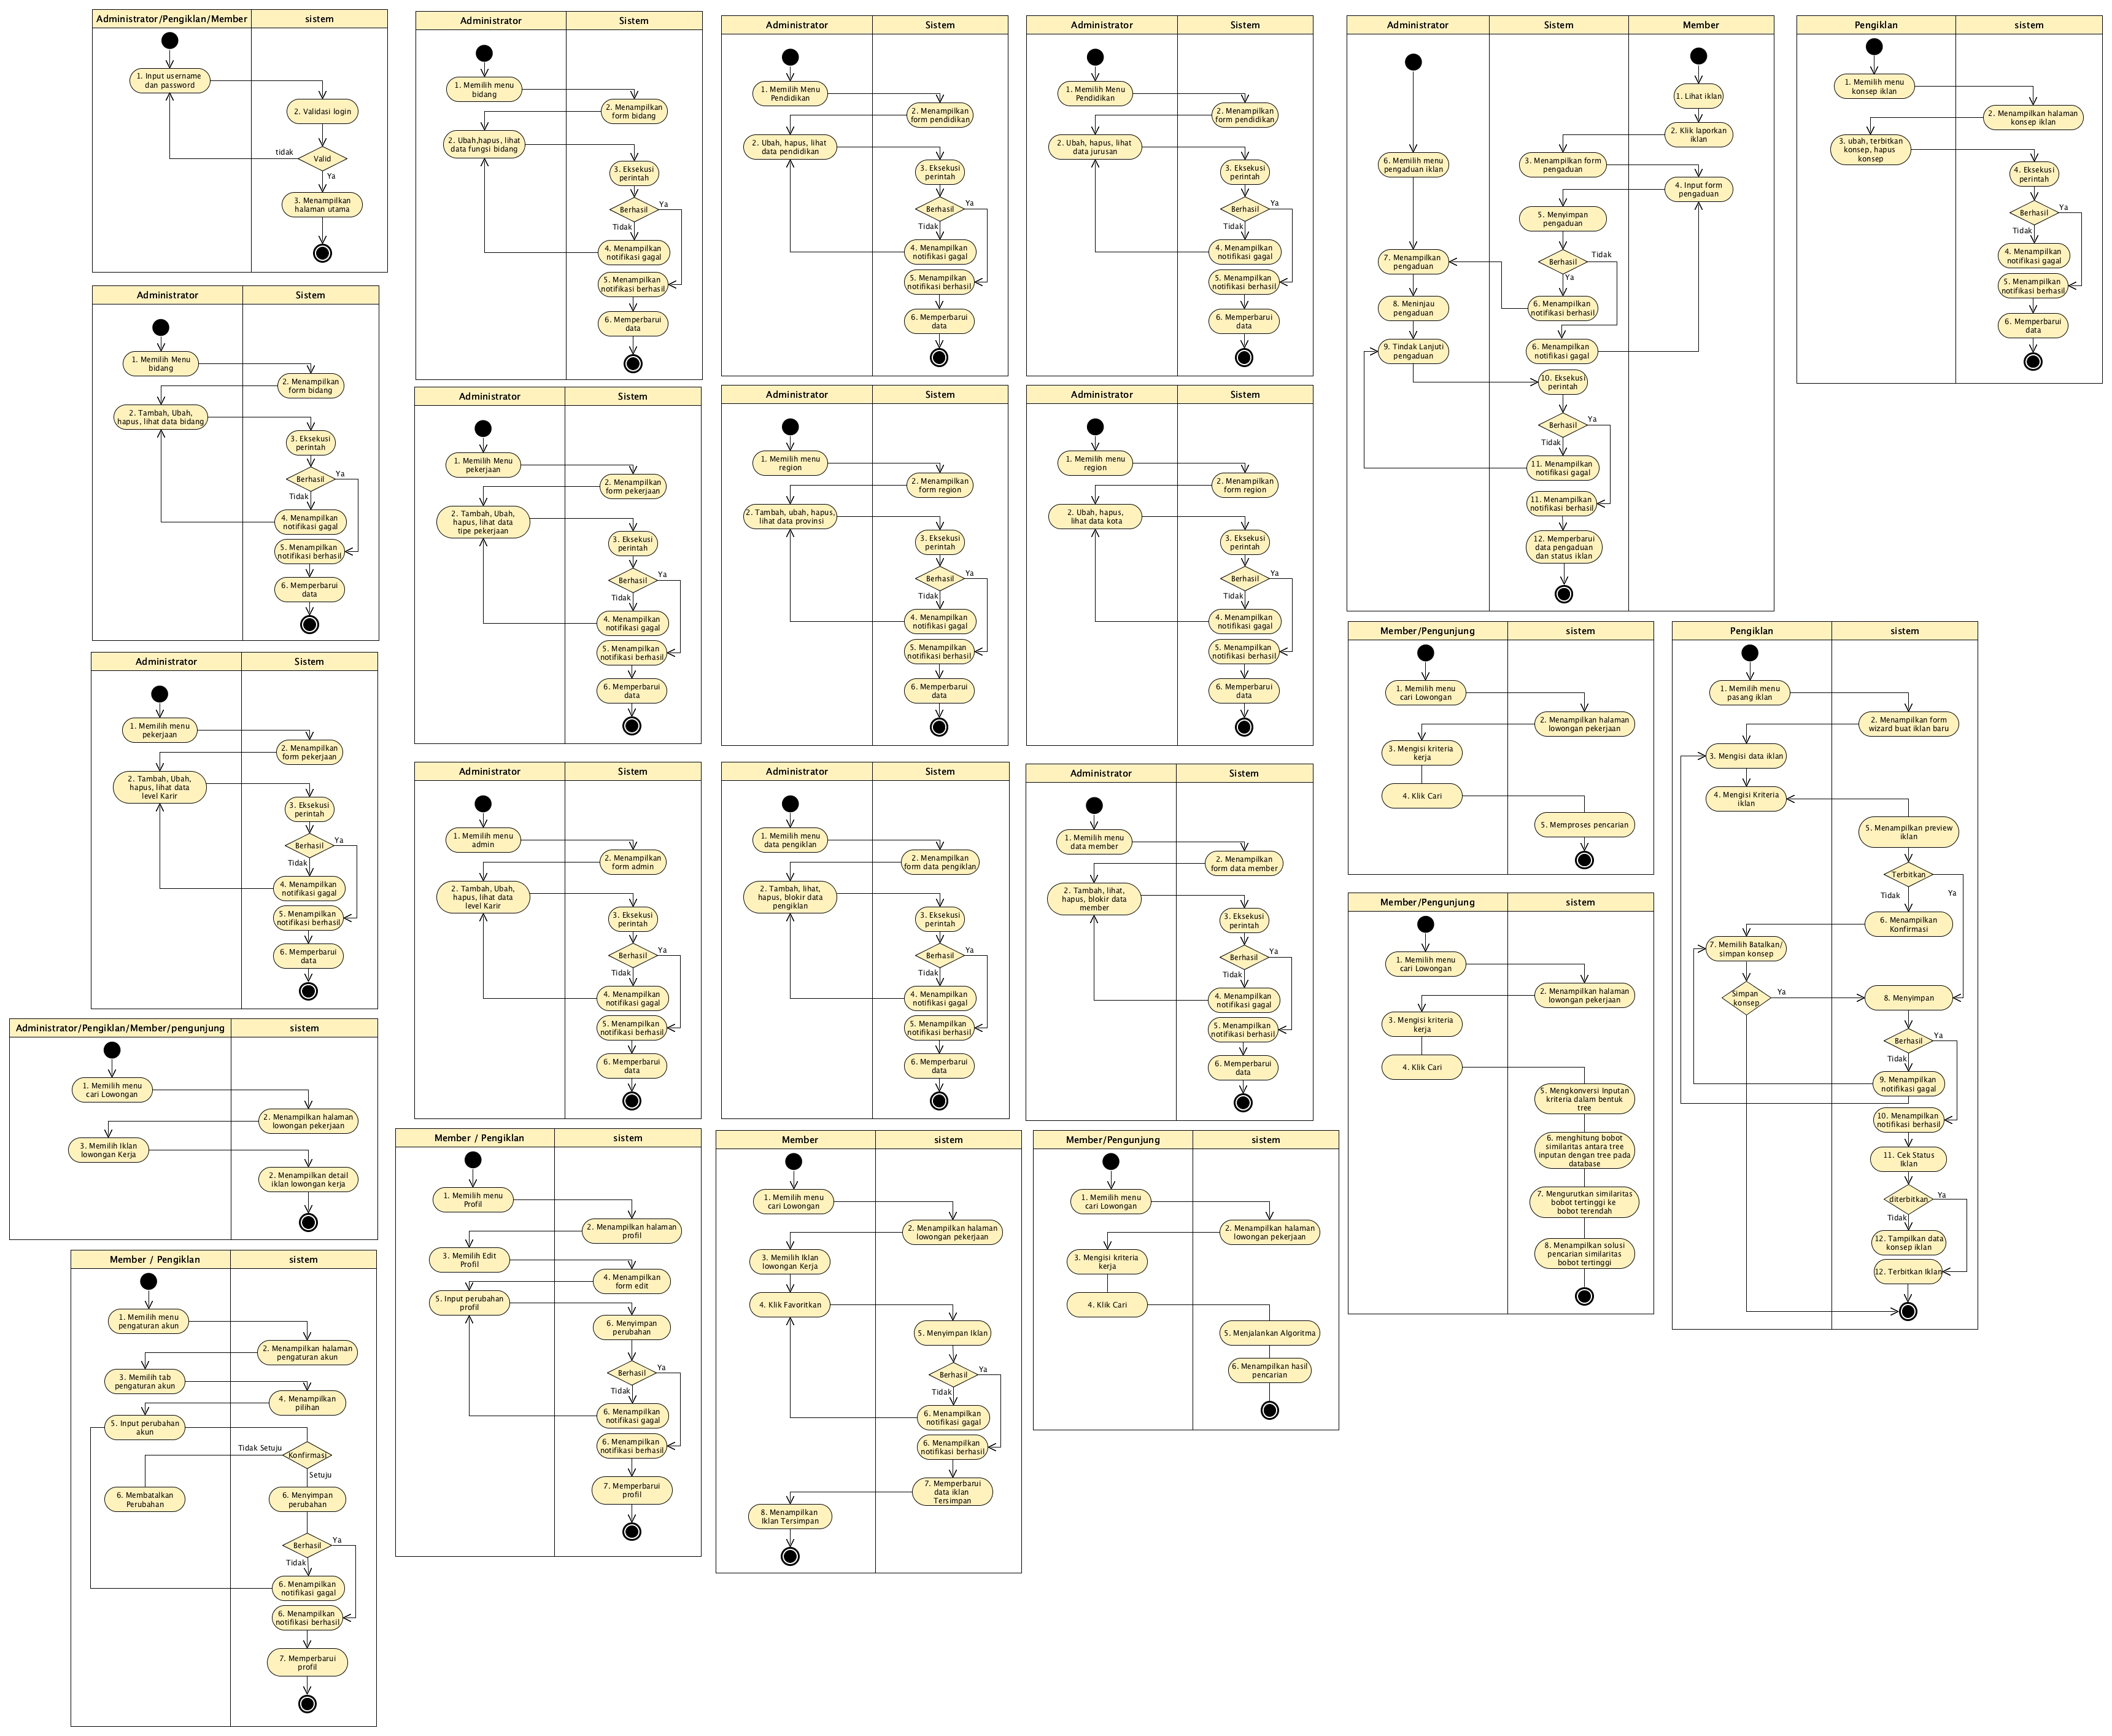 Administrator/Pengiklan/Member
sistem
1. Input username
dan password
2. Validasi login
tidak
Valid
Ya
3. Menampilkan
halaman utama
Administrator
Sistem
1. Memilih Menu
bidang
2. Menampilkan
form bidang
2. Tambah, Ubah,
hapus, lihat data bidang
3. Eksekusi
perintah
Berhasil
Ya
Tidak
4. Menampilkan
notifikasi gagal
5. Menampilkan
notifikasi berhasil
6. Memperbarui
data
Administrator
Sistem
1. Memilih menu
pekerjaan
2. Menampilkan
form pekerjaan
2. Tambah, Ubah,
hapus, lihat data
level Karir
3. Eksekusi
perintah
Berhasil
Ya
Tidak
4. Menampilkan
notifikasi gagal
5. Menampilkan
notifikasi berhasil
6. Memperbarui
data
Administrator/Pengiklan/Member/pengunjung
sistem
1. Memilih menu
cari Lowongan
2. Menampilkan halaman
lowongan pekerjaan
3. Memilih Iklan
lowongan Kerja
2. Menampilkan detail
iklan lowongan kerja
Member / Pengiklan
sistem
1. Memilih menu
pengaturan akun
2. Menampilkan halaman
pengaturan akun
3. Memilih tab
pengaturan akun
4. Menampilkan
pilihan
5. Input perubahan
akun
Tidak Setuju
Konfirmasi
Setuju
6. Membatalkan
Perubahan
6. Menyimpan
perubahan
Berhasil
Ya
Tidak
6. Menampilkan
notifikasi gagal
6. Menampilkan
notifikasi berhasil
7. Memperbarui
profil
Administrator
Sistem
1. Memilih menu
bidang
2. Menampilkan
form bidang
2. Ubah,hapus, lihat
data fungsi bidang
3. Eksekusi
perintah
Berhasil
Ya
Tidak
4. Menampilkan
notifikasi gagal
5. Menampilkan
notifikasi berhasil
6. Memperbarui
data
Administrator
Sistem
1. Memilih Menu
pekerjaan
2. Menampilkan
form pekerjaan
2. Tambah, Ubah,
hapus, lihat data
tipe pekerjaan
3. Eksekusi
perintah
Berhasil
Ya
Tidak
4. Menampilkan
notifikasi gagal
5. Menampilkan
notifikasi berhasil
6. Memperbarui
data
Administrator
Sistem
1. Memilih menu
admin
2. Menampilkan
form admin
2. Tambah, Ubah,
hapus, lihat data
level Karir
3. Eksekusi
perintah
Berhasil
Ya
Tidak
4. Menampilkan
notifikasi gagal
5. Menampilkan
notifikasi berhasil
6. Memperbarui
data
Member / Pengiklan
sistem
1. Memilih menu
Profil
2. Menampilkan halaman
profil
3. Memilih Edit
Profil
4. Menampilkan
form edit
5. Input perubahan
profil
6. Menyimpan
perubahan
Berhasil
Ya
Tidak
6. Menampilkan
notifikasi gagal
6. Menampilkan
notifikasi berhasil
7. Memperbarui
profil
Administrator
Sistem
1. Memilih Menu
Pendidikan
2. Menampilkan
form pendidikan
2. Ubah, hapus, lihat
data pendidikan
3. Eksekusi
perintah
Berhasil
Ya
Tidak
4. Menampilkan
notifikasi gagal
5. Menampilkan
notifikasi berhasil
6. Memperbarui
data
Administrator
Sistem
1. Memilih menu
region
2. Menampilkan
form region
2. Tambah, ubah, hapus,
lihat data provinsi
3. Eksekusi
perintah
Berhasil
Ya
Tidak
4. Menampilkan
notifikasi gagal
5. Menampilkan
notifikasi berhasil
6. Memperbarui
data
Administrator
Sistem
1. Memilih menu
data pengiklan
2. Menampilkan
form data pengiklan
2. Tambah, lihat,
hapus, blokir data
pengiklan
3. Eksekusi
perintah
Berhasil
Ya
Tidak
4. Menampilkan
notifikasi gagal
5. Menampilkan
notifikasi berhasil
6. Memperbarui
data
Member
sistem
1. Memilih menu
cari Lowongan
2. Menampilkan halaman
lowongan pekerjaan
3. Memilih Iklan
lowongan Kerja
4. Klik Favoritkan
5. Menyimpan Iklan
Berhasil
Ya
Tidak
6. Menampilkan
notifikasi gagal
6. Menampilkan
notifikasi berhasil
7. Memperbarui
data iklan
Tersimpan
8. Menampilkan
Iklan Tersimpan
Administrator
Sistem
1. Memilih Menu
Pendidikan
2. Menampilkan
form pendidikan
2. Ubah, hapus, lihat
data jurusan
3. Eksekusi
perintah
Berhasil
Ya
Tidak
4. Menampilkan
notifikasi gagal
5. Menampilkan
notifikasi berhasil
6. Memperbarui
data
Administrator
Sistem
1. Memilih menu
region
2. Menampilkan
form region
2. Ubah, hapus,
lihat data kota
3. Eksekusi
perintah
Berhasil
Ya
Tidak
4. Menampilkan
notifikasi gagal
5. Menampilkan
notifikasi berhasil
6. Memperbarui
data
Administrator
Sistem
1. Memilih menu
data member
2. Menampilkan
form data member
2. Tambah, lihat,
hapus, blokir data
member
3. Eksekusi
perintah
Berhasil
Ya
Tidak
4. Menampilkan
notifikasi gagal
5. Menampilkan
notifikasi berhasil
6. Memperbarui
data
Member/Pengunjung
sistem
1. Memilih menu
cari Lowongan
2. Menampilkan halaman
lowongan pekerjaan
3. Mengisi kriteria
kerja
4. Klik Cari
5. Menjalankan Algoritma
6. Menampilkan hasil
pencarian
Administrator
Sistem
Member
1. Lihat iklan
2. Klik laporkan
iklan
6. Memilih menu
pengaduan iklan
3. Menampilkan form
pengaduan
4. Input form
pengaduan
5. Menyimpan
pengaduan
7. Menampilkan
pengaduan
Berhasil
Tidak
Ya
8. Meninjau
pengaduan
6. Menampilkan
notifikasi berhasil
9. Tindak Lanjuti
pengaduan
6. Menampilkan
notifikasi gagal
10. Eksekusi
perintah
Berhasil
Ya
Tidak
11. Menampilkan
notifikasi gagal
11. Menampilkan
notifikasi berhasil
12. Memperbarui
data pengaduan
dan status iklan
Member/Pengunjung
sistem
1. Memilih menu
cari Lowongan
2. Menampilkan halaman
lowongan pekerjaan
3. Mengisi kriteria
kerja
4. Klik Cari
5. Memproses pencarian
Member/Pengunjung
sistem
1. Memilih menu
cari Lowongan
2. Menampilkan halaman
lowongan pekerjaan
3. Mengisi kriteria
kerja
4. Klik Cari
5. Mengkonversi Inputan
kriteria dalam bentuk
tree
6. menghitung bobot
similaritas antara tree
inputan dengan tree pada
database
7. Mengurutkan similaritas
bobot tertinggi ke
bobot terendah
8. Menampilkan solusi
pencarian similaritas
bobot tertinggi
Pengiklan
sistem
1. Memilih menu
konsep iklan
2. Menampilkan halaman
konsep iklan
3. ubah, terbitkan
konsep, hapus
konsep
4. Eksekusi
perintah
Berhasil
Ya
Tidak
4. Menampilkan
notifikasi gagal
5. Menampilkan
notifikasi berhasil
6. Memperbarui
data
Pengiklan
sistem
1. Memilih menu
pasang iklan
2. Menampilkan form
wizard buat iklan baru
3. Mengisi data iklan
4. Mengisi Kriteria
iklan
5. Menampilkan preview
iklan
Terbitkan
Tidak
Ya
6. Menampilkan
Konfirmasi
7. Memilih Batalkan/
simpan konsep
Simpan
konsep
Ya
8. Menyimpan
Berhasil
Ya
Tidak
9. Menampilkan
notifikasi gagal
10. Menampilkan
notifikasi berhasil
11. Cek Status
Iklan
diterbitkan
Ya
Tidak
12. Tampilkan data
konsep iklan
12. Terbitkan Iklan